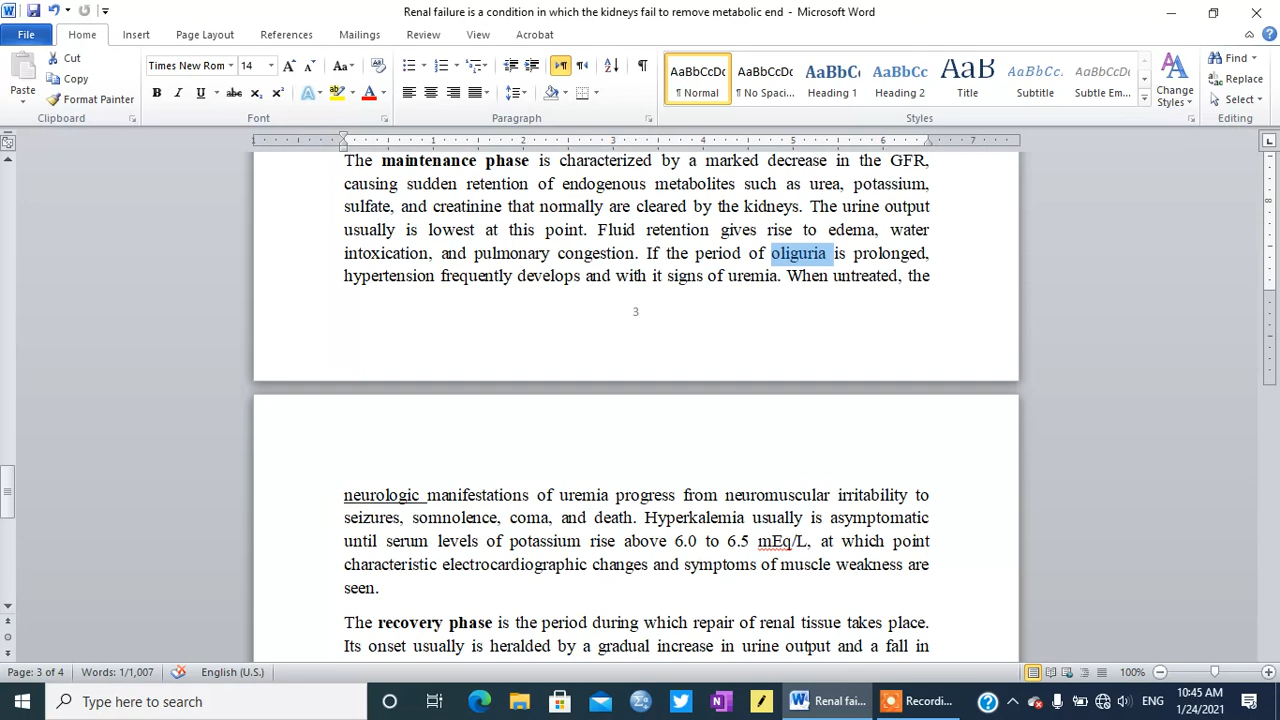 Renal failure is a condition in which the kidneys fail to remove metabolic end - Microsoft Word
File Home Insert Page Layout References Mailings Review View Acrobat
Paste
Cut
Copy
Format Painter
Clipboard
Times New Rom 14
Font
Paragraph
AaBbCcDc AaBbCcDc AaBbC AaBbCc AaB AaBbCc. AaBbCcDc
¶ Normal ¶ No Spaci... Heading 1 Heading 2 Title Subtitle Subtle Em...
Change Styles
Styles
Find
Replace
Select
Editing
The maintenance phase is characterized by a marked decrease in the GFR,
causing sudden retention of endogenous metabolites such as urea, potassium,
sulfate, and creatinine that normally are cleared by the kidneys. The urine output
usually is lowest at this point. Fluid retention gives rise to edema, water
intoxication, and pulmonary congestion. If the period of oliguria is prolonged,
hypertension frequently develops and with it signs of uremia. When untreated, the
3
neurologic manifestations of uremia progress from neuromuscular irritability to
seizures, somnolence, coma, and death. Hyperkalemia usually is asymptomatic
until serum levels of potassium rise above 6.0 to 6.5 mEq/L, at which point
characteristic electrocardiographic changes and symptoms of muscle weakness are
seen.
The recovery phase is the period during which repair of renal tissue takes place.
Its onset usually is heralded by a gradual increase in urine output and a fall in
Page: 3 of 4 Words: 1/1,007 English (U.S.) 100%
Type here to search
Renal fai...
Recordi...
ENG
10:45 AM
1/24/2021